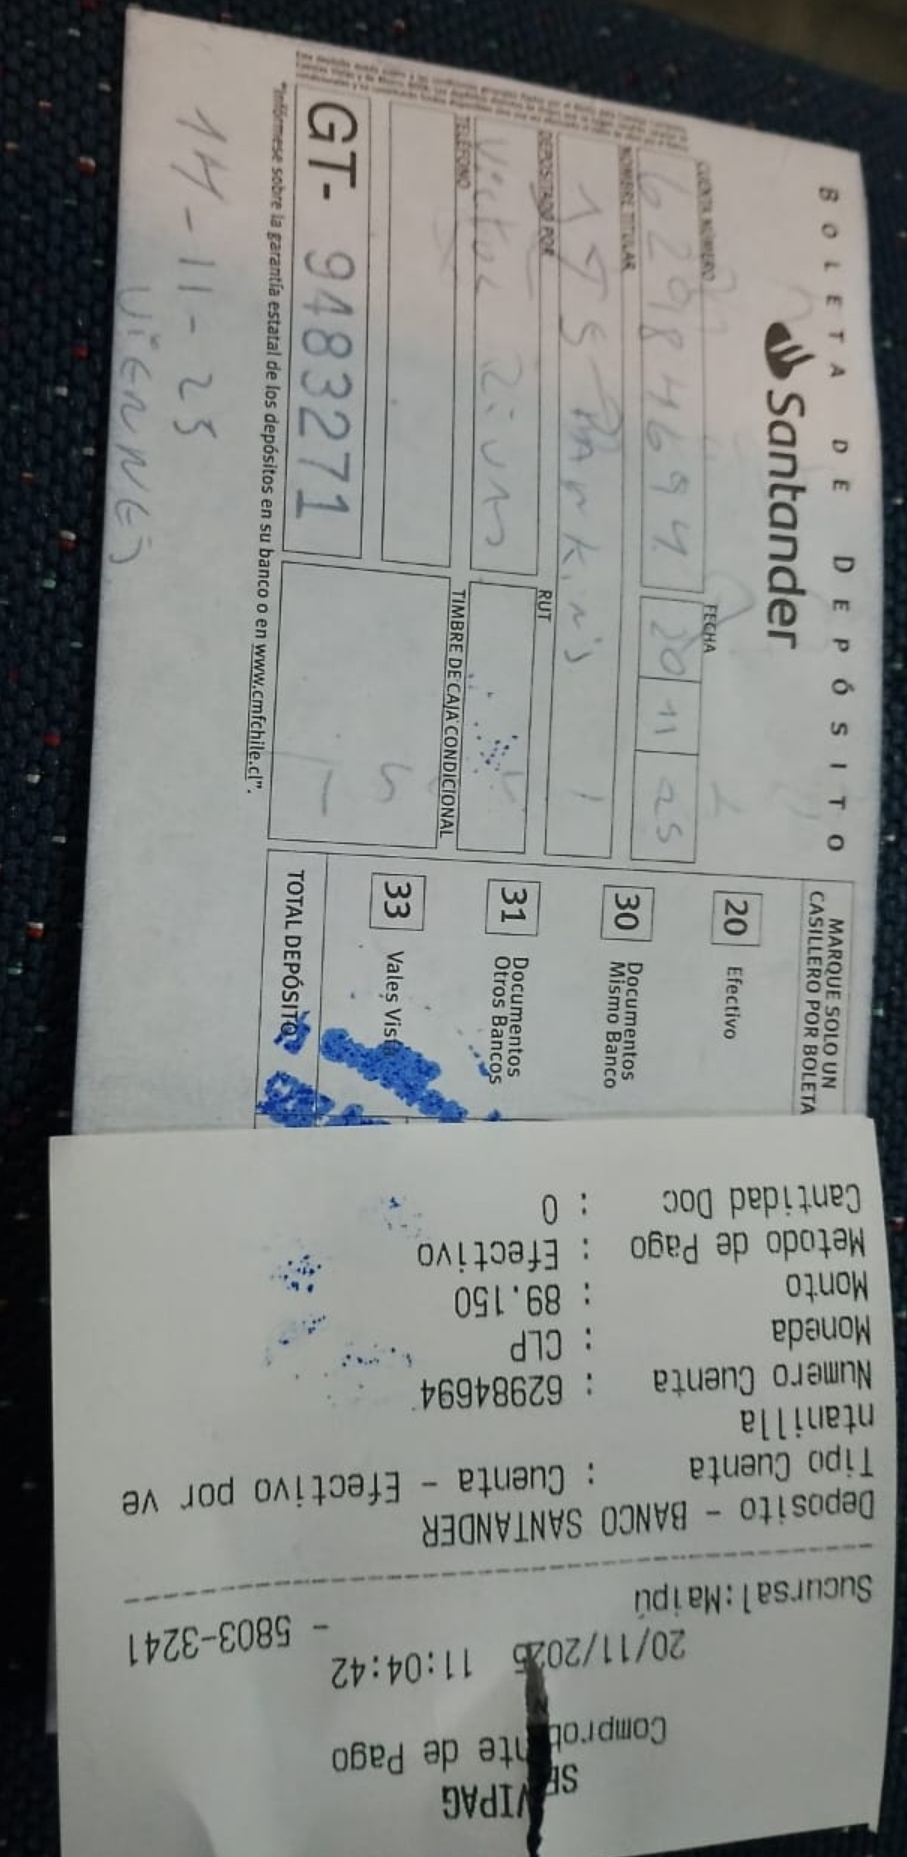 BOLETA DE DEPÓSITO
Santander
CUENTA NÚMERO
62984694
FECHA
20 11 25
NOMBRE TITULAR
DEPOSITADO POR
RUT
Victor
TELÉFONO
TIMBRE DE CAJA CONDICIONAL
GT- 9483271
"Infórmese sobre la garantía estatal de los depósitos en su banco o en www.cmfchile.cl".
14-11-25
VIERNNES
MARQUE SOLO UN
CASILLERO POR BOLETA
20 Efectivo
30 Documentos
Mismo Banco
31 Documentos
Otros Bancos
33 Vales Vista
TOTAL DEPÓSITO
SERVIPAG
Comprobante de Pago
20/11/2025 11:04:42
Sucursal:Maipú - 5803-3241
Deposito - BANCO SANTANDER
Tipo Cuenta : Cuenta - Efectivo por ve
ntanilla
Numero Cuenta : 62984694
Moneda : CLP
Monto : 89.150
Metodo de Pago : Efectivo
Cantidad Doc : 0